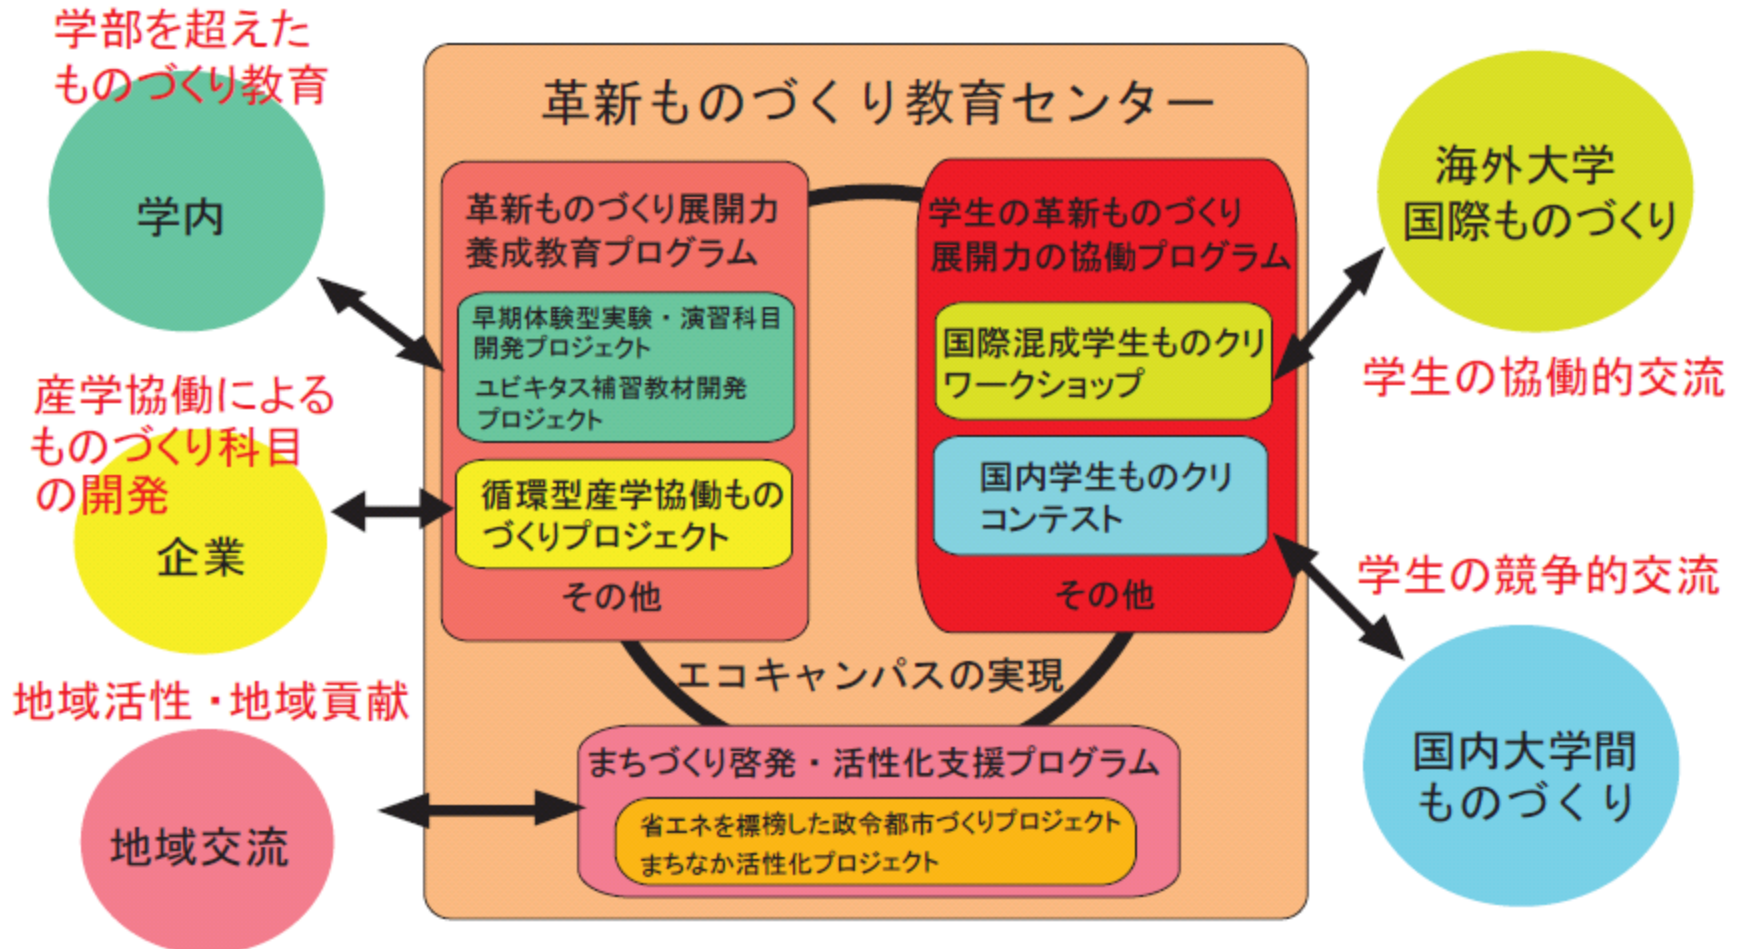 学部を超えた
ものづくり教育
学内
産学協働による
ものづくり科目
の開発
企業
地域活性・地域貢献
地域交流
革新ものづくり教育センター
革新ものづくり展開力
養成教育プログラム
早期体験型実験・演習科目
開発プロジェクト
ユビキタス補習教材開発
プロジェクト
循環型産学協働もの
づくりプロジェクト
その他
学生の革新ものづくり
展開力の協働プログラム
国際混成学生ものクリ
ワークショップ
国内学生ものクリ
コンテスト
その他
エコキャンパスの実現
まちづくり啓発・活性化支援プログラム
省エネを標榜した政令都市づくりプロジェクト
まちなか活性化プロジェクト
海外大学
国際ものづくり
学生の協働的交流
学生の競争的交流
国内大学間
ものづくり